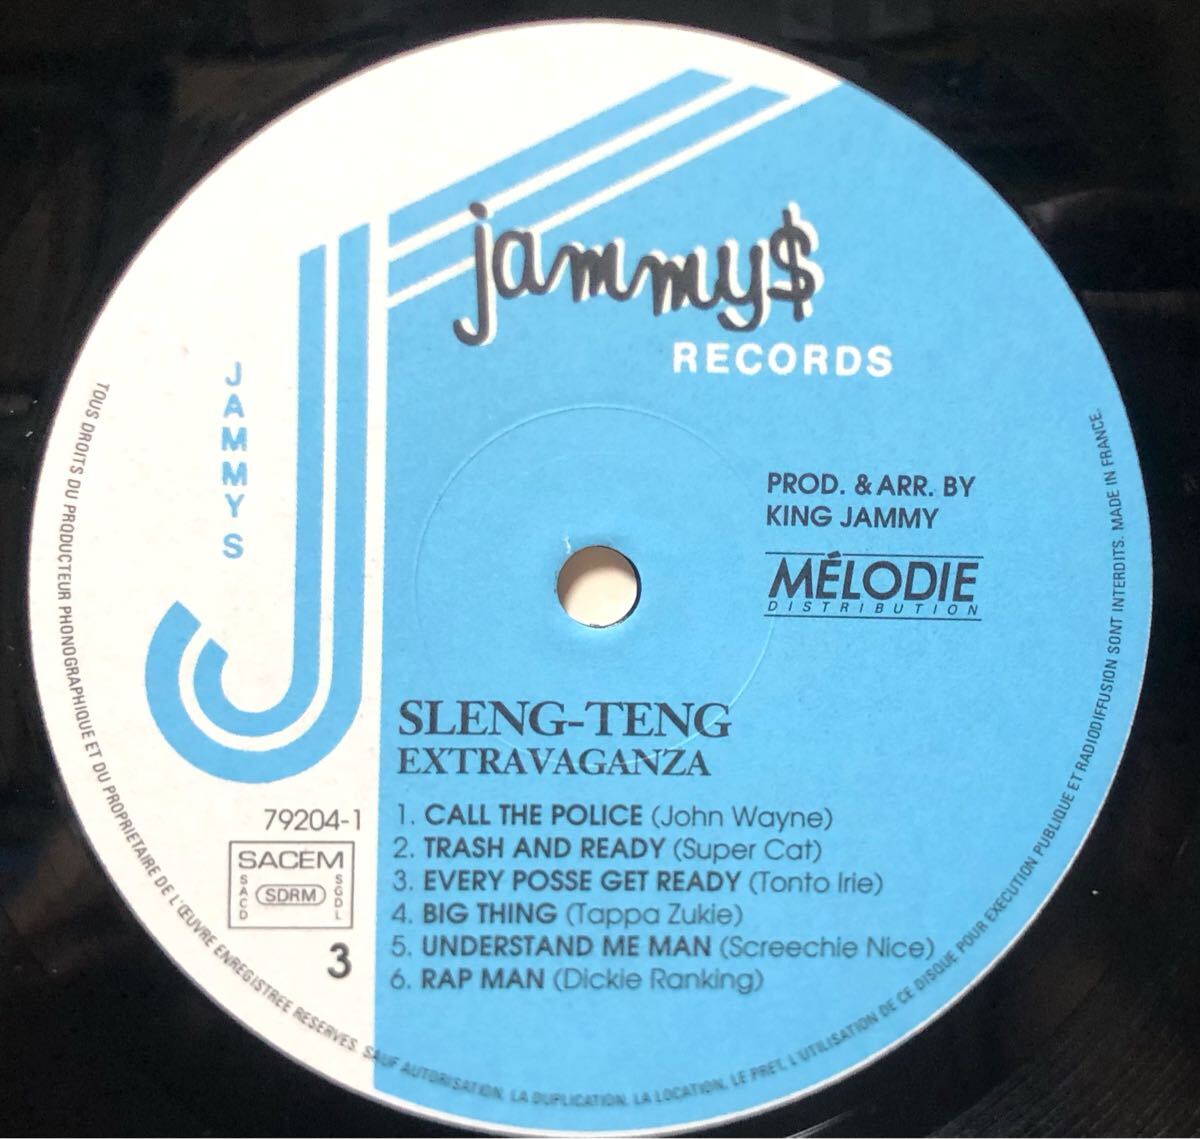 jammy$
RECORDS
JAMMYS
PROD. & ARR. BY
KING JAMMY
MÉLODIE
DISTRIBUTION
SLENG-TENG
EXTRAVAGANZA
79204-1
SACEM
SACD
SDRM
SGDL
3
1. CALL THE POLICE (John Wayne)
2. TRASH AND READY (Super Cat)
3. EVERY POSSE GET READY (Tonto Irie)
4. BIG THING (Tappa Zukie)
5. UNDERSTAND ME MAN (Screechie Nice)
6. RAP MAN (Dickie Ranking)
TOUS DROITS DU PRODUCTEUR PHONOGRAPHIQUE ET DU PROPRIETAIRE DE L'ŒUVRE ENREGISTREE RESERVES. SAUF AUTORISATION, LA DUPLICATION, LA LOCATION, LE PRET, L'UTILISATION DE CE DISQUE POUR EXECUTION PUBLIQUE ET RADIODIFFUSION SONT INTERDITS. MADE IN FRANCE.